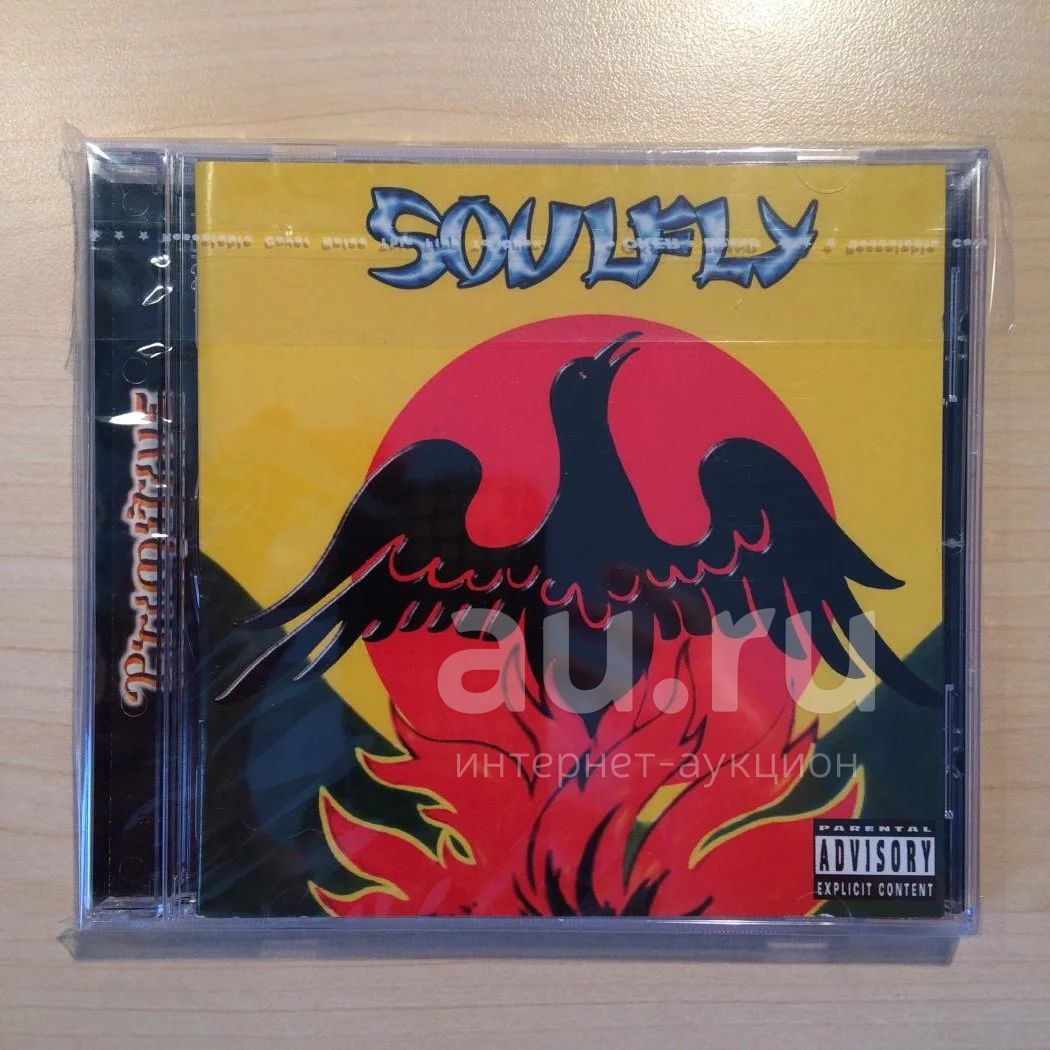 SOULFLY
Primitive
au.ru
интернет-аукцион
PARENTAL
ADVISORY
EXPLICIT CONTENT